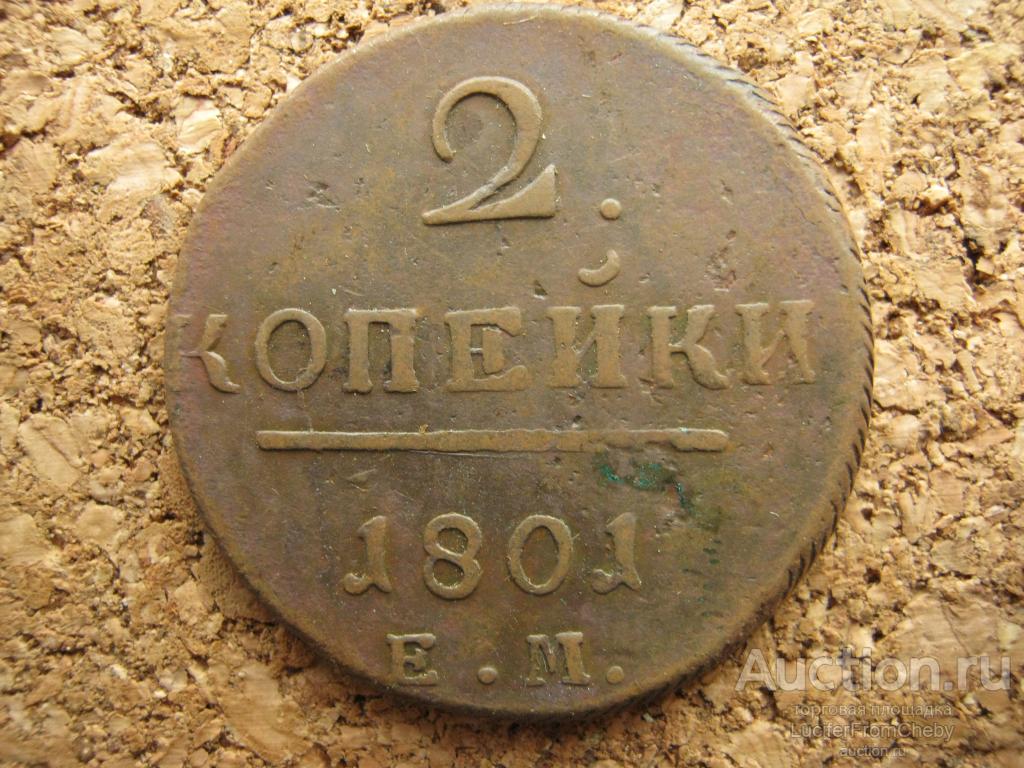 2.
КОПЕЙКИ
1801
Е.М.
Auction.ru
торговая площадка
LuciferFromCheby
auction.ru